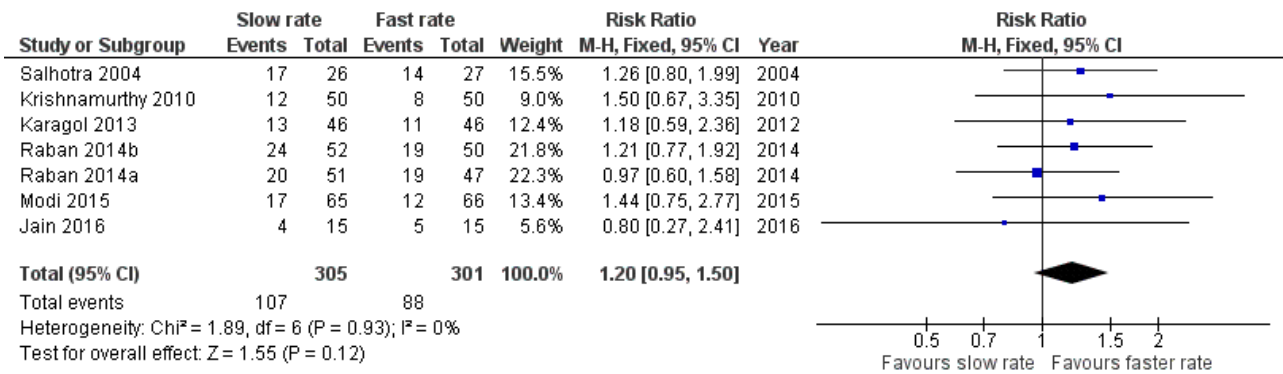 Slow rate Fast rate Risk Ratio Risk Ratio
Study or Subgroup Events Total Events Total Weight M-H, Fixed, 95% CI Year M-H, Fixed, 95% CI
Salhotra 2004 17 26 14 27 15.5% 1.26 [0.80, 1.99] 2004
Krishnamurthy 2010 12 50 8 50 9.0% 1.50 [0.67, 3.35] 2010
Karagol 2013 13 46 11 46 12.4% 1.18 [0.59, 2.36] 2012
Raban 2014b 24 52 19 50 21.8% 1.21 [0.77, 1.92] 2014
Raban 2014a 20 51 19 47 22.3% 0.97 [0.60, 1.58] 2014
Modi 2015 17 65 12 66 13.4% 1.44 [0.75, 2.77] 2015
Jain 2016 4 15 5 15 5.6% 0.80 [0.27, 2.41] 2016
Total (95% CI) 305 301 100.0% 1.20 [0.95, 1.50]
Total events 107 88
Heterogeneity: Chi² = 1.89, df = 6 (P = 0.93); I² = 0%
Test for overall effect: Z = 1.55 (P = 0.12)
0.5 0.7 1 1.5 2
Favours slow rate Favours faster rate